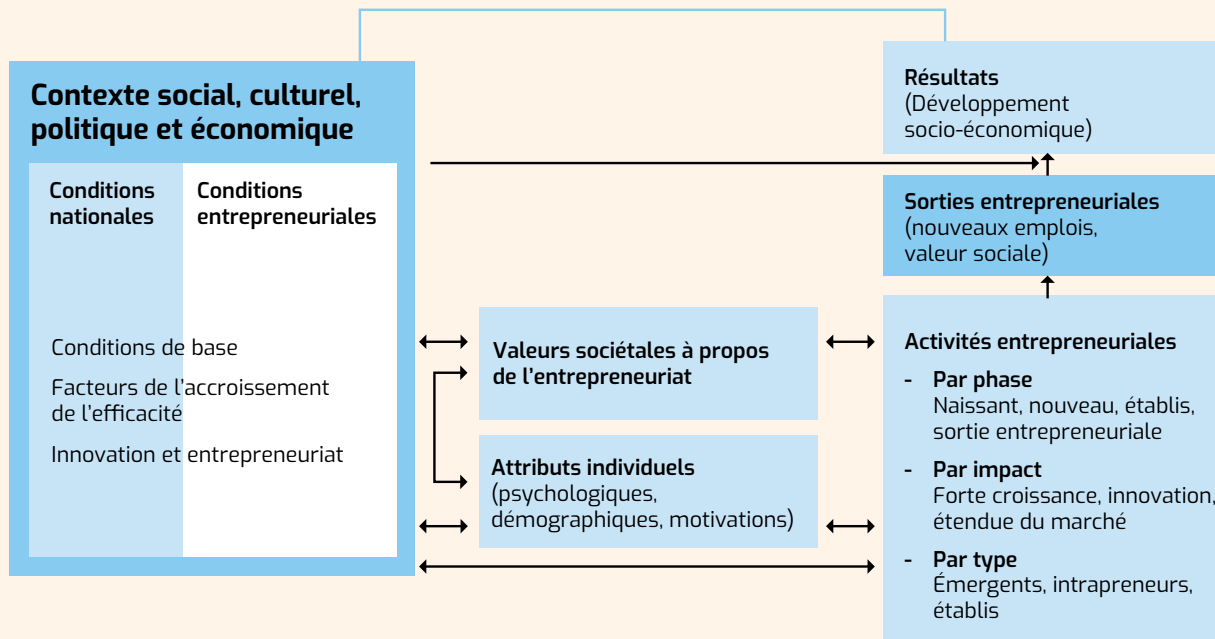 Contexte social, culturel,
politique et économique
Conditions
nationales
Conditions
entrepreneuriales
Conditions de base
Facteurs de l’accroissement
de l’efficacité
Innovation et entrepreneuriat
Valeurs sociétales à propos
de l’entrepreneuriat
Attributs individuels
(psychologiques,
démographiques, motivations)
Résultats
(Développement
socio-économique)
Sorties entrepreneuriales
(nouveaux emplois,
valeur sociale)
Activités entrepreneuriales
- Par phase
Naissant, nouveau, établis,
sortie entrepreneuriale
- Par impact
Forte croissance, innovation,
étendue du marché
- Par type
Émergents, intrapreneurs,
établis